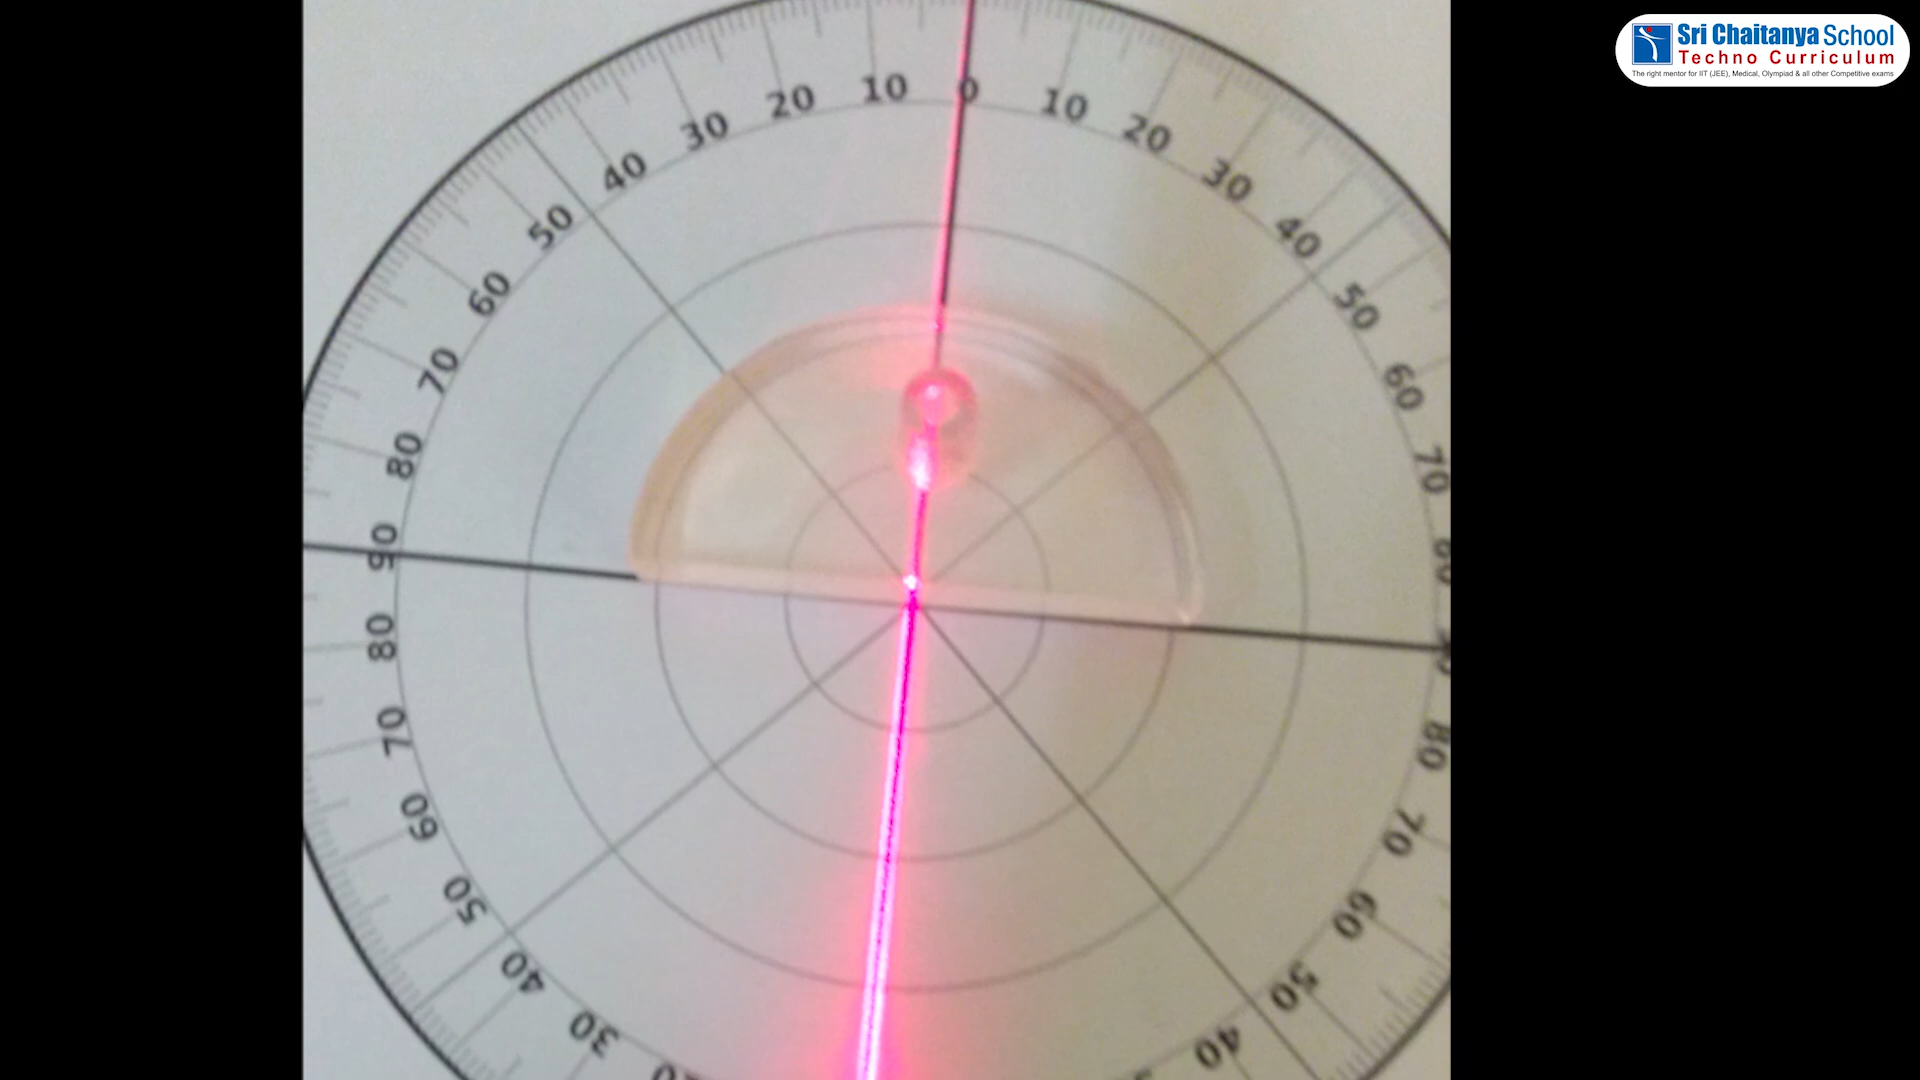 Sri Chaitanya School
Techno Curriculum
The right mentor for IIT (JEE), Medical, Olympiad & all other Competitive exams
50 40 30 20 10 0 10 20 30 40 50
60 60
70 70
80 80
90
80 80
70 70
60 60
50 50
40 40
30